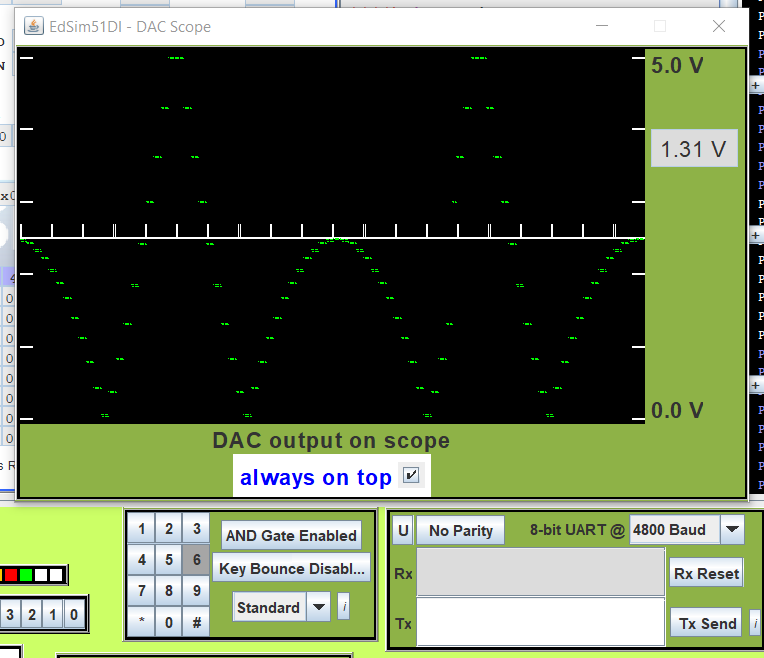 EdSim51DI - DAC Scope
5.0 V
1.31 V
0.0 V
DAC output on scope
always on top
1 2 3
4 5 6
7 8 9
* 0 #
AND Gate Enabled
Key Bounce Disabl...
Standard
i
U
No Parity
8-bit UART @
4800 Baud
Rx
Rx Reset
Tx
Tx Send
i
3 2 1 0